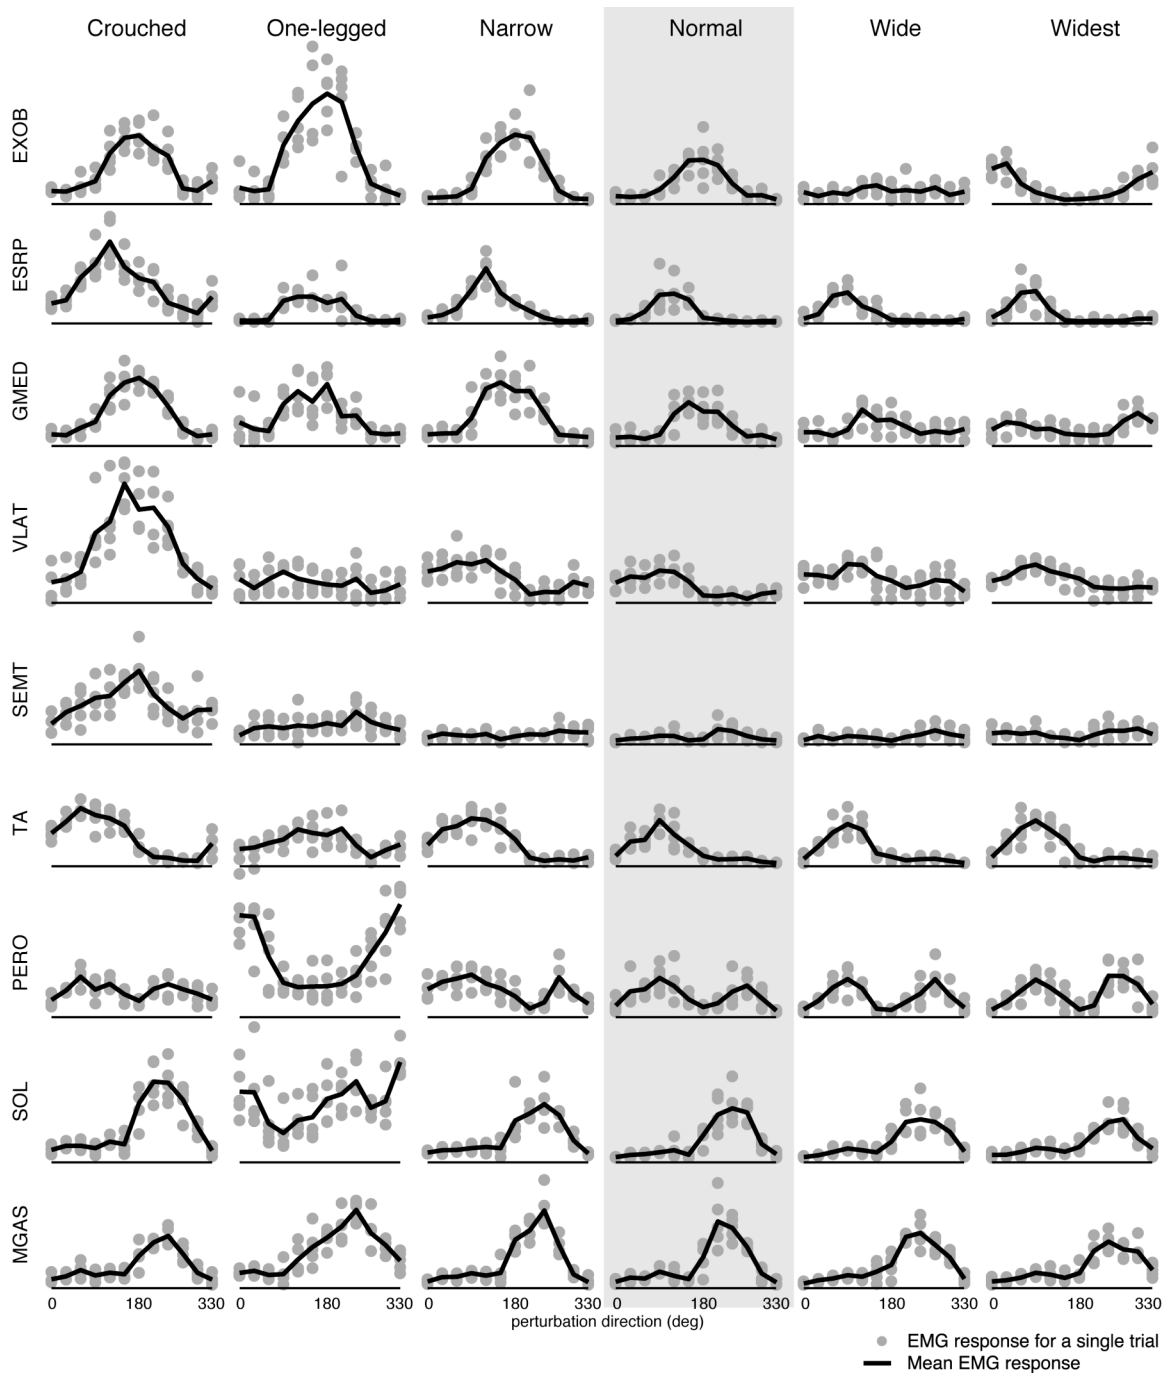 Crouched One-legged Narrow Normal Wide Widest
EXOB
ESRP
GMED
VLAT
SEMT
TA
PERO
SOL
MGAS
0 180 330 0 180 330 0 180 330 0 180 330 0 180 330 0 180 330
perturbation direction (deg)
EMG response for a single trial
Mean EMG response